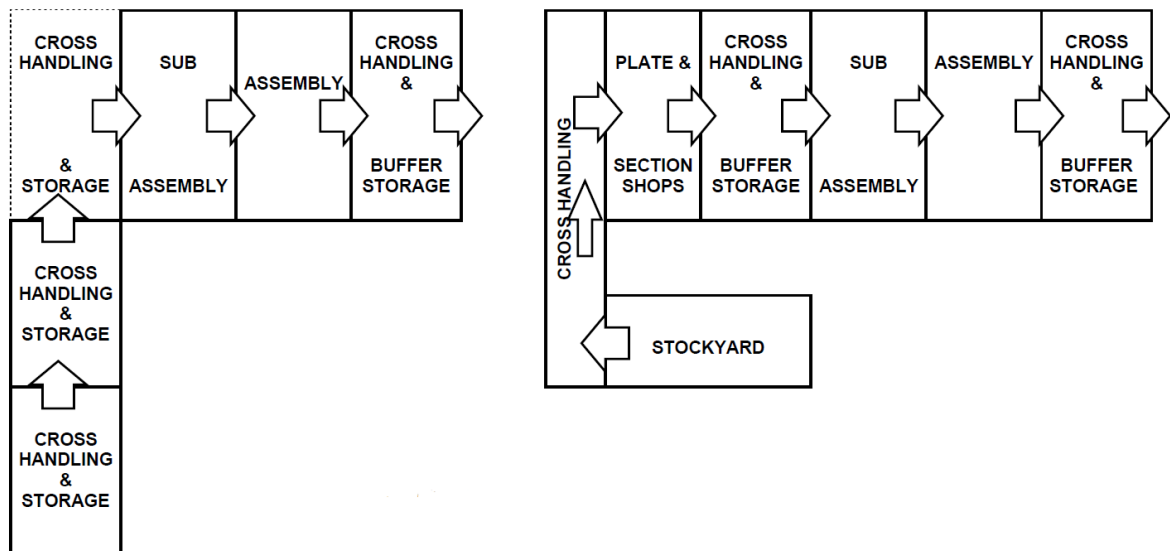 CROSS
HANDLING
&
STORAGE
SUB
ASSEMBLY
ASSEMBLY
CROSS
HANDLING
&
BUFFER
STORAGE
CROSS
HANDLING
&
STORAGE
CROSS
HANDLING
&
STORAGE
CROSS HANDLING
PLATE &
SECTION
SHOPS
CROSS
HANDLING
&
BUFFER
STORAGE
SUB
ASSEMBLY
ASSEMBLY
CROSS
HANDLING
&
BUFFER
STORAGE
STOCKYARD